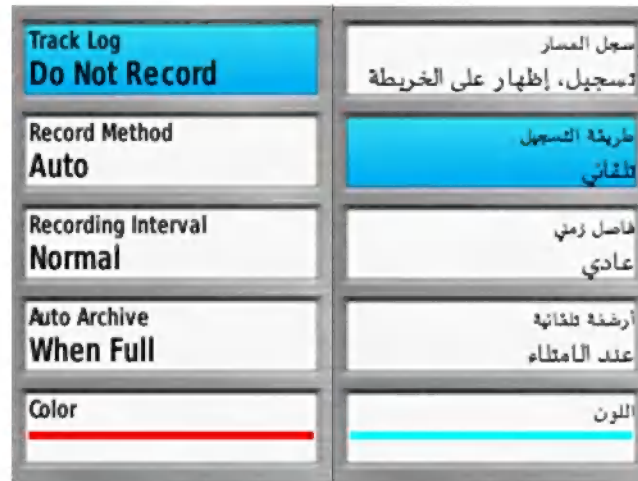 Track Log
Do Not Record
Record Method
Auto
Recording Interval
Normal
Auto Archive
When Full
Color
سجل المسار
تسجيل، إظهار على الخريطة
طريقة التسجيل
تلقائي
فاصل زمني
عادي
أرشفة تلقائية
عند الامتلاء
اللون